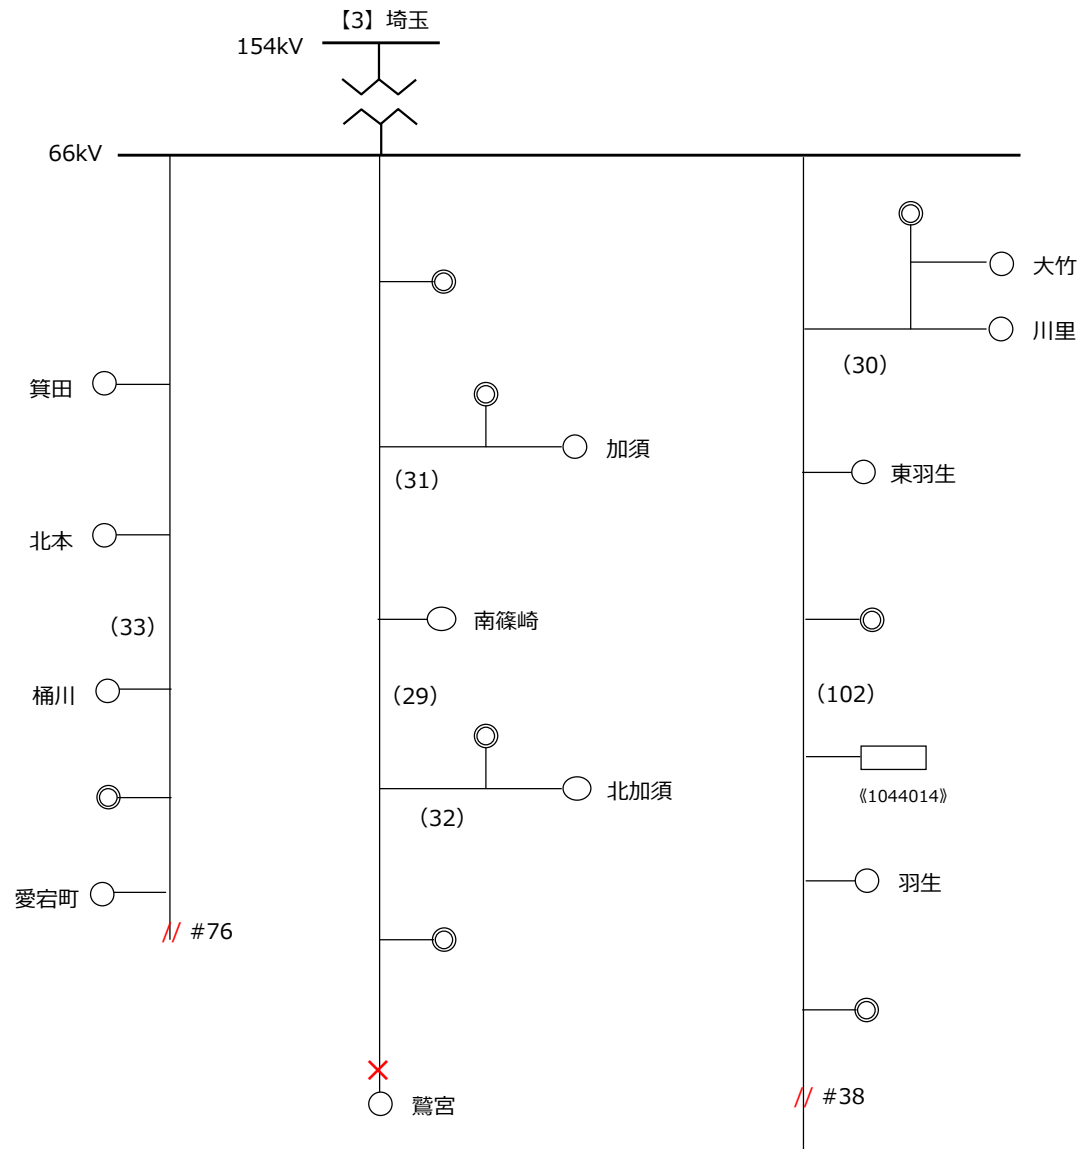 【3】埼玉
154kV
66kV
大竹
川里
（30）
箕田
加須
（31）
東羽生
北本
（33）
南篠崎
桶川
（29）
（102）
北加須
《1044014》
（32）
愛宕町
羽生
#76
#38
鷲宮